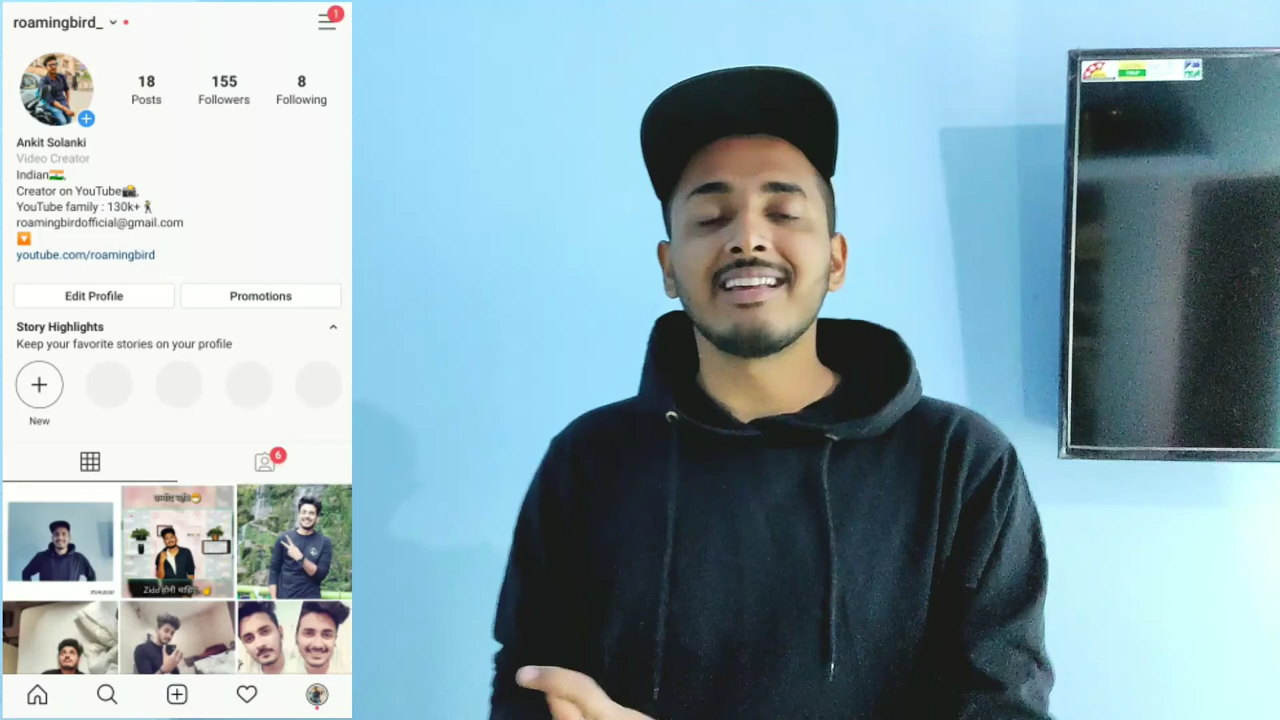 roamingbird_
1
18
155
8
Posts
Followers
Following
Ankit Solanki
Video Creator
Indian🇮🇳,
Creator on YouTube📸,
YouTube family : 130k+🚶
roamingbirdofficial@gmail.com
🔽
youtube.com/roamingbird
Edit Profile
Promotions
Story Highlights
Keep your favorite stories on your profile
New
6
Zidd होनी चाहिए